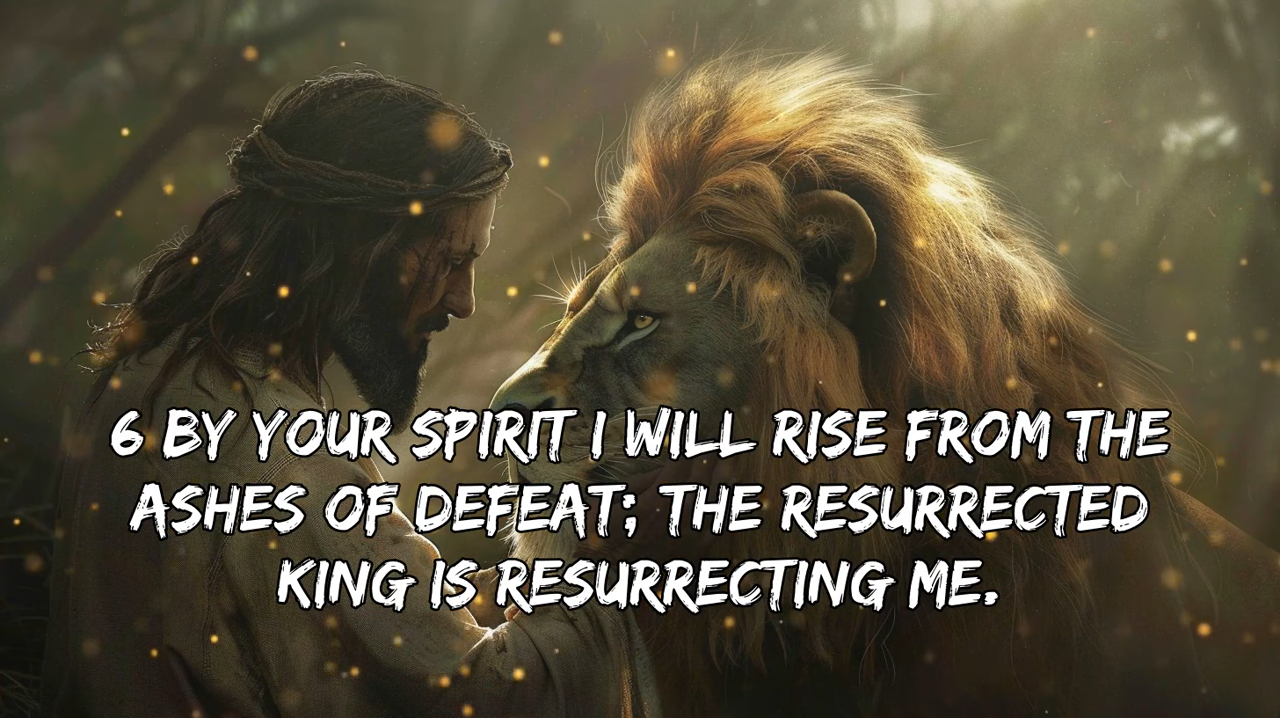 6 BY YOUR SPIRIT I WILL RISE FROM THE
ASHES OF DEFEAT; THE RESURRECTED
KING IS RESURRECTING ME.